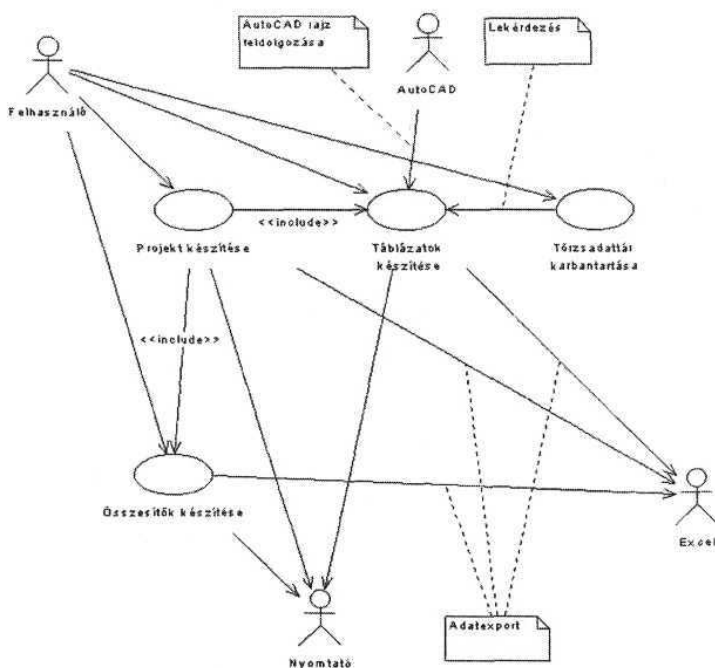 AutoCAD rajz
feldolgozása
Lekérdezés
AutoCAD
Felhasználó
<<include>>
Projekt készítése
Táblázatok
készítése
Törzsadattár
karbantartása
<<include>>
Összesítők készítése
Excel
Adatexport
Nyomtató